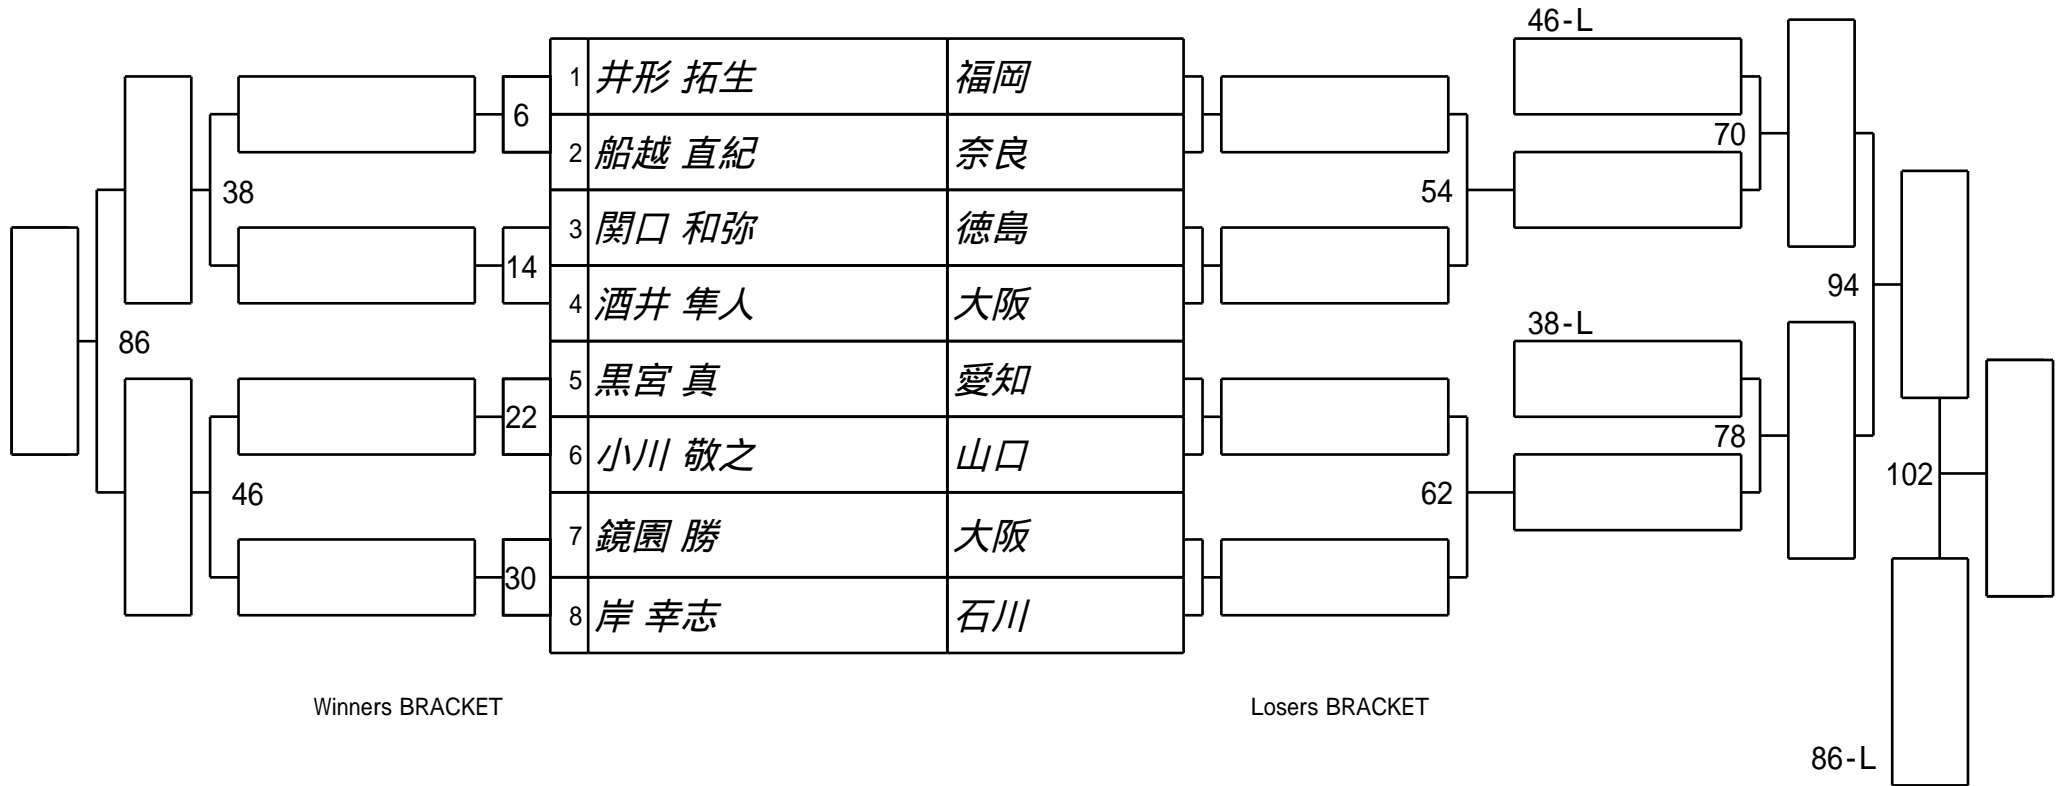 46-L
1 井形 拓生 福岡
6
2 船越 直紀 奈良
70
38
54
3 関口 和弥 徳島
14
4 酒井 隼人 大阪
94
38-L
86
5 黒宮 真 愛知
22
6 小川 敬之 山口
78
46
62
102
7 鏡園 勝 大阪
30
8 岸 幸志 石川
Winners BRACKET
Losers BRACKET
86-L